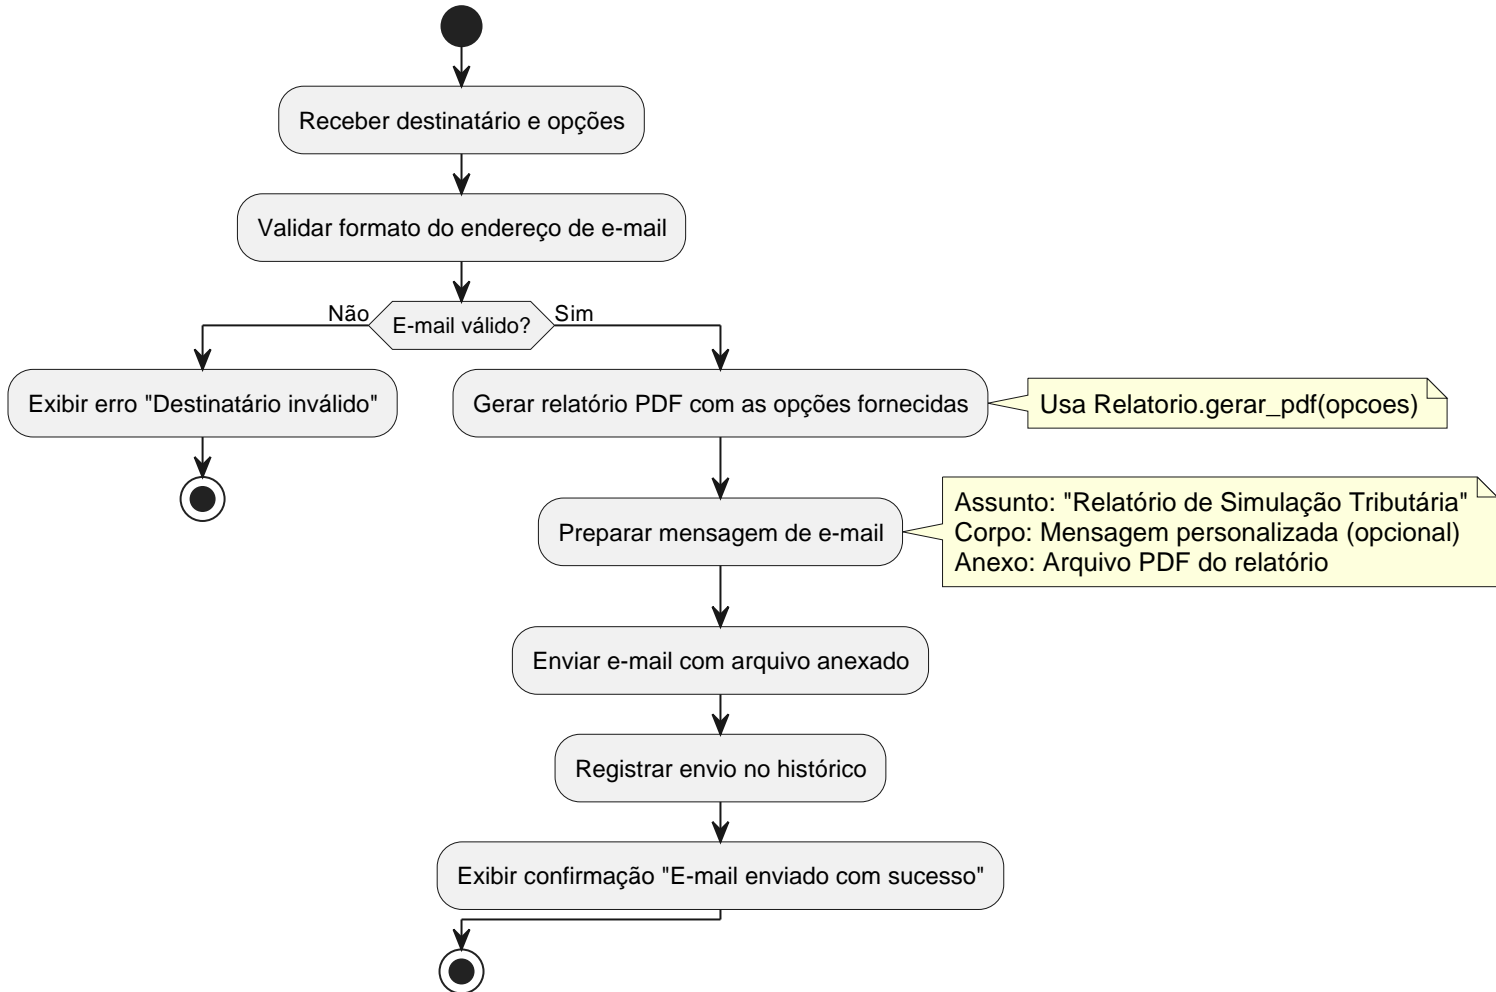 Receber destinatário e opções
Validar formato do endereço de e-mail
Não
E-mail válido?
Sim
Exibir erro "Destinatário inválido"
Gerar relatório PDF com as opções fornecidas
Usa Relatorio.gerar_pdf(opcoes)
Preparar mensagem de e-mail
Assunto: "Relatório de Simulação Tributária"
Corpo: Mensagem personalizada (opcional)
Anexo: Arquivo PDF do relatório
Enviar e-mail com arquivo anexado
Registrar envio no histórico
Exibir confirmação "E-mail enviado com sucesso"